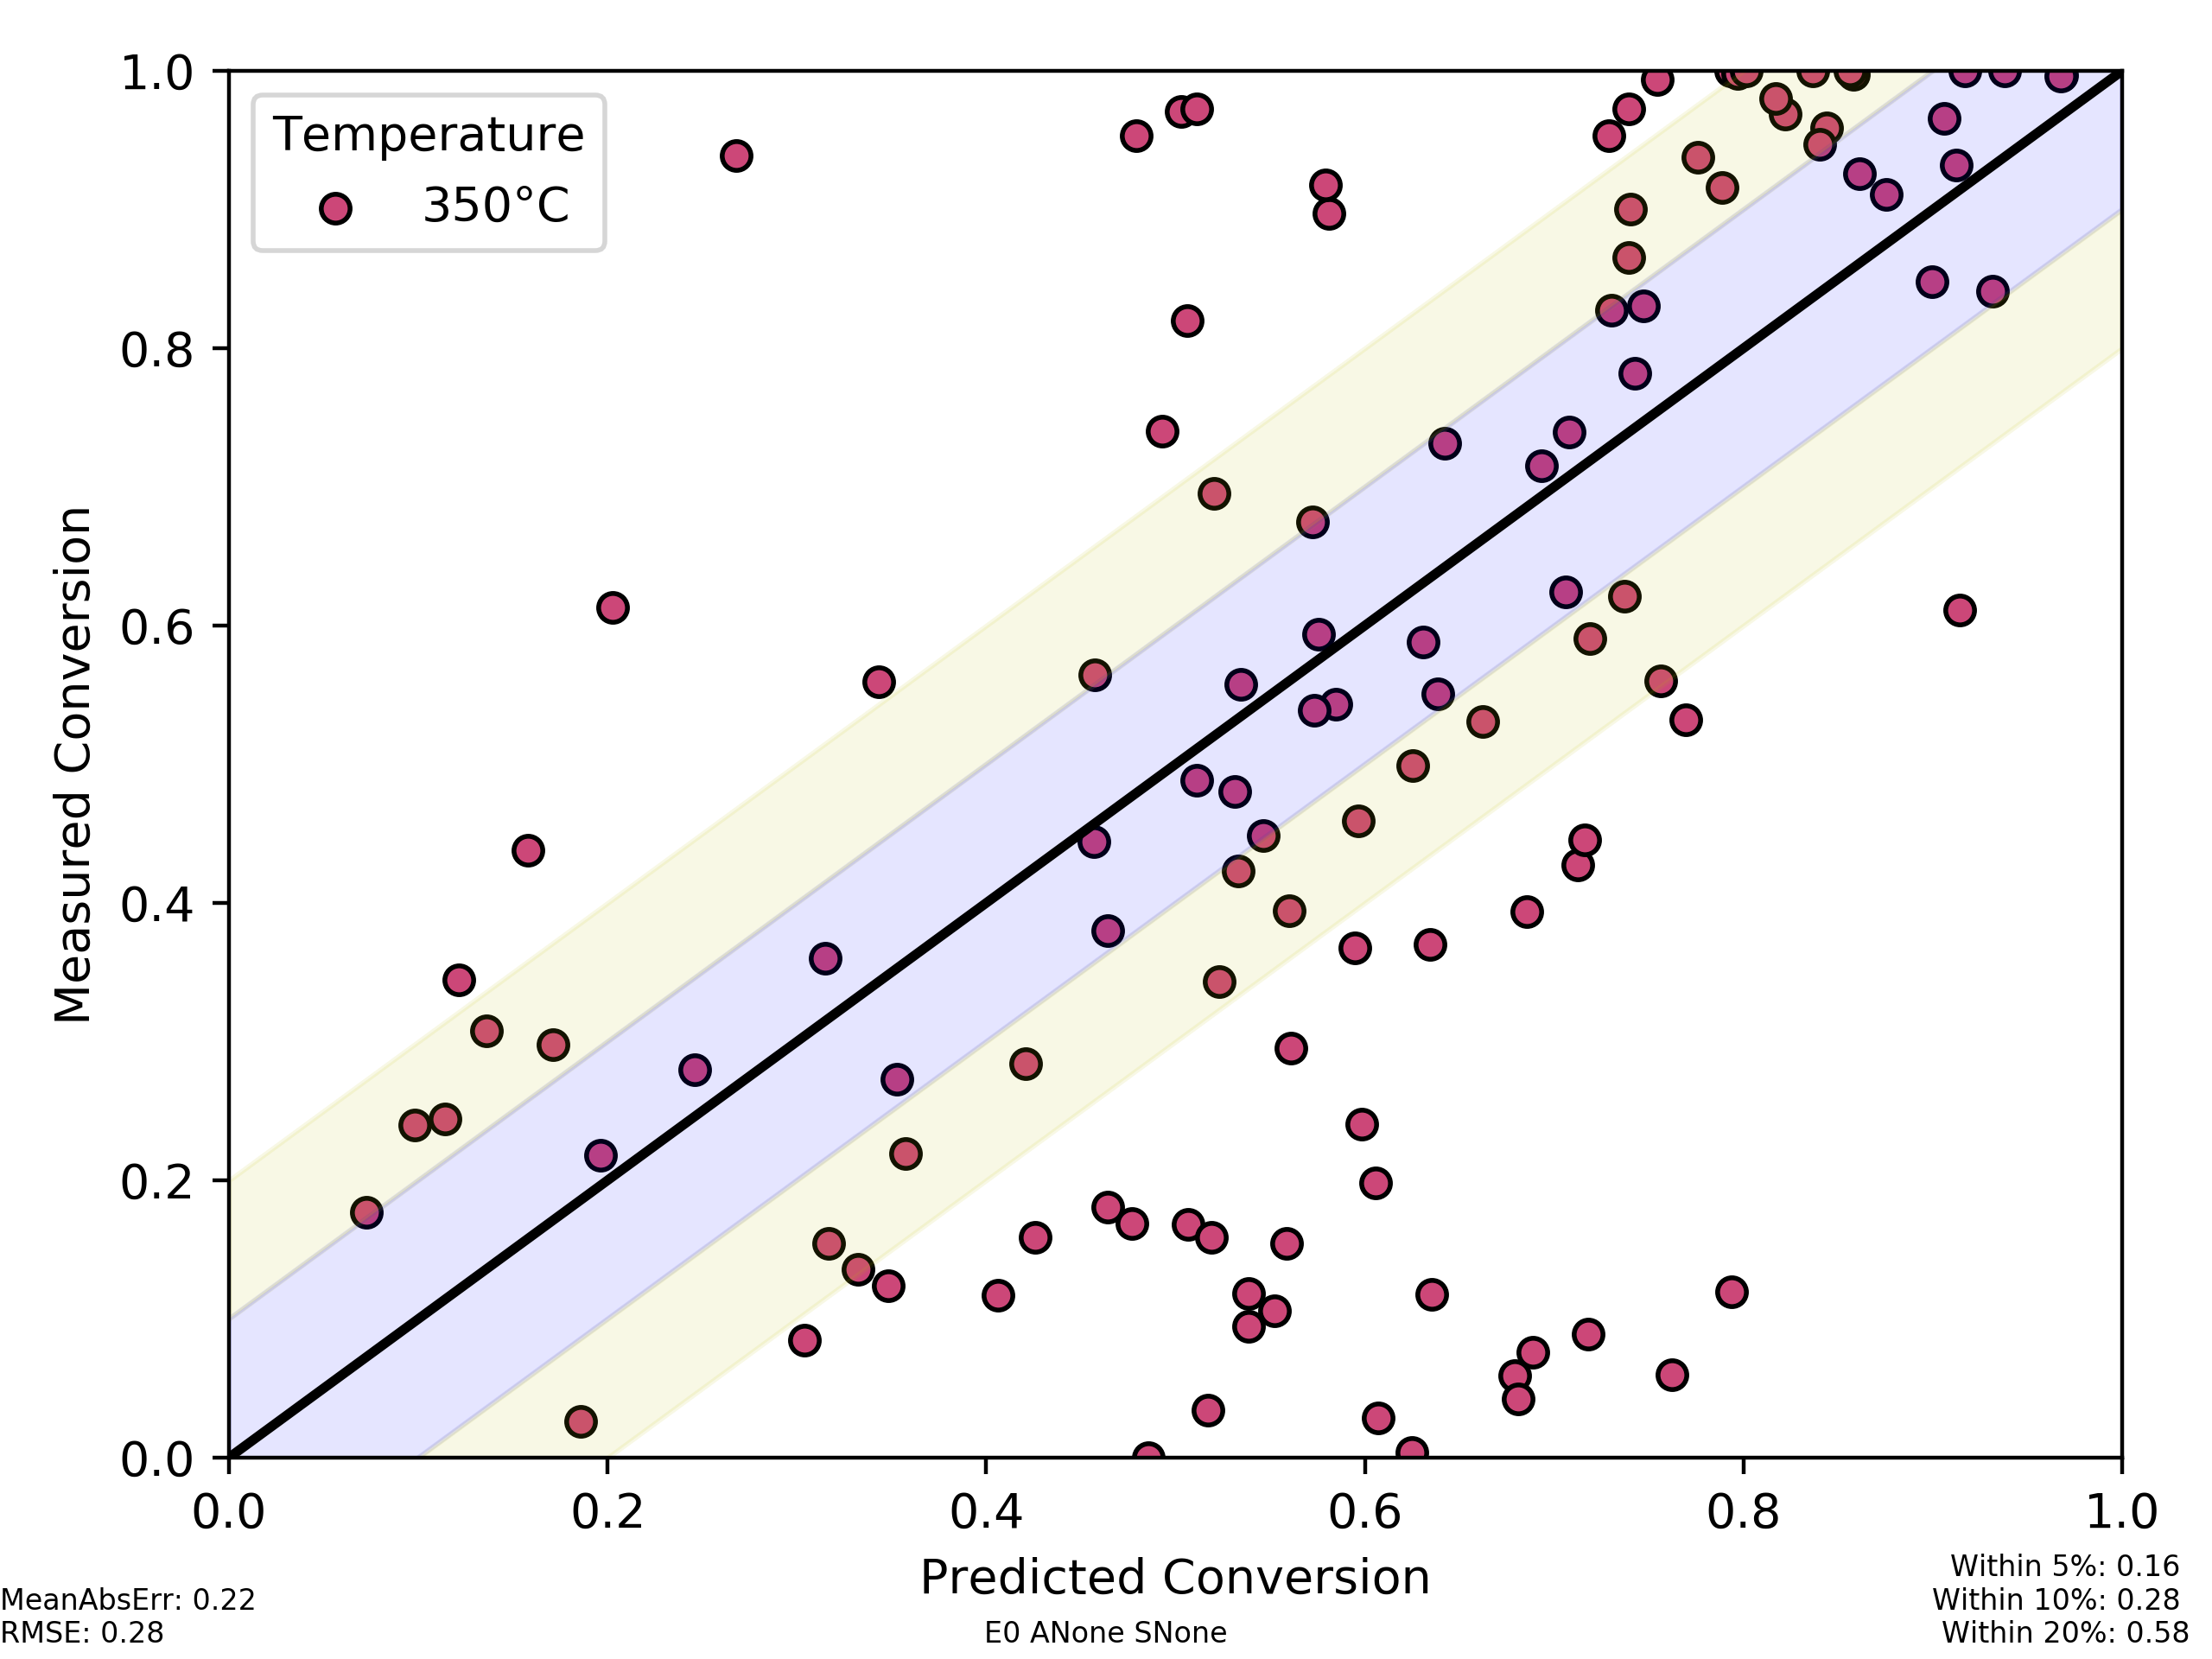 1.0
0.8
0.6
0.4
0.2
0.0
Measured Conversion
Temperature
350°C
0.0 0.2 0.4 0.6 0.8 1.0
Predicted Conversion
MeanAbsErr: 0.22
RMSE: 0.28
E0 ANone SNone
Within 5%: 0.16
Within 10%: 0.28
Within 20%: 0.58